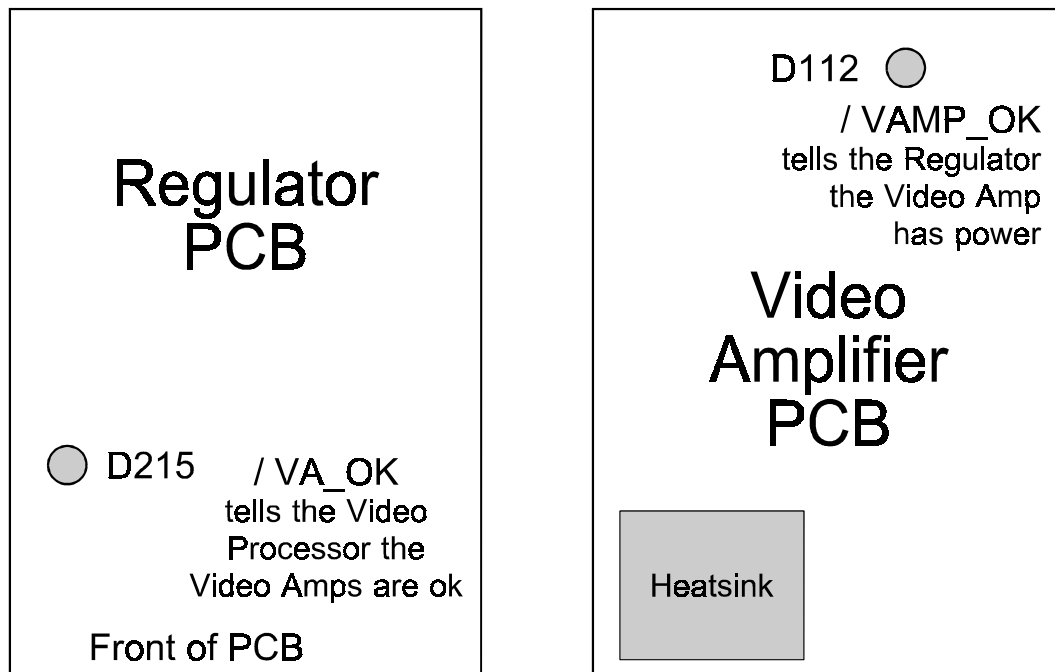 Regulator
PCB
D215
/ VA_OK
tells the Video
Processor the
Video Amps are ok
Front of PCB
D112
/ VAMP_OK
tells the Regulator
the Video Amp
has power
Video
Amplifier
PCB
Heatsink